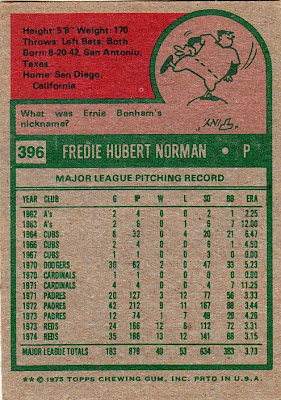 Height: 5'8" Weight: 170
Throws: Left Bats: Both
Born: 8-20-42, San Antonio,
Texas
Home: San Diego,
California
What was Ernie Bonham's
nickname?
TINY
396 FREDIE HUBERT NORMAN • P
MAJOR LEAGUE PITCHING RECORD
YEAR CLUB G IP W L SO BB ERA
1962 A's 2 4 0 0 2 1 2.25
1963 A's 2 6 0 1 6 7 12.00
1964 CUBS 8 32 0 4 20 21 6.47
1966 CUBS 2 4 0 0 6 2 4.50
1967 CUBS 1 1 0 0 3 0 0.00
1970 DODGERS 30 62 2 0 47 33 5.23
1970 CARDINALS 1 1 0 0 0 0 0.00
1971 CARDINALS 4 4 0 0 4 7 11.25
1971 PADRES 20 127 3 12 77 56 3.33
1972 PADRES 42 212 9 11 167 88 3.44
1973 PADRES 12 74 1 7 49 29 4.26
1973 REDS 24 166 12 6 112 72 3.31
1974 REDS 35 186 13 12 141 68 3.15
MAJOR LEAGUE TOTALS 183 879 40 53 634 383 3.73
** © 1975 TOPPS CHEWING GUM, INC. PRTD IN U.S.A.